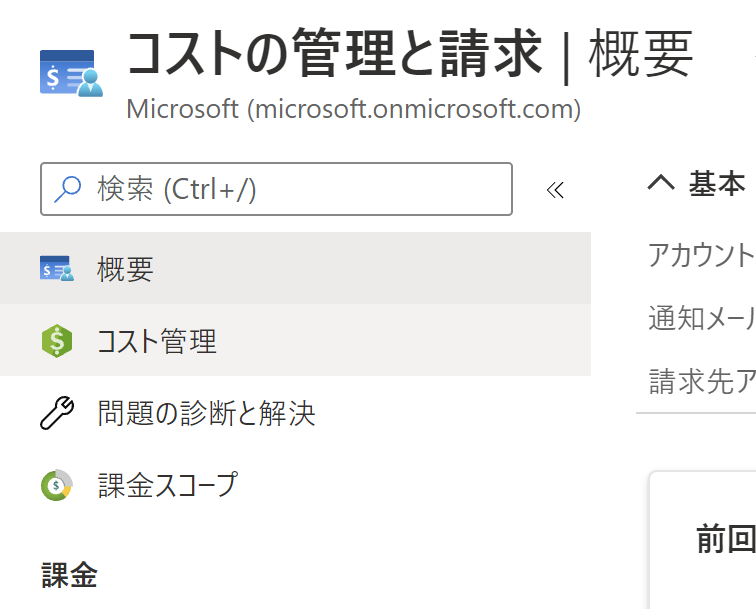 コストの管理と請求 | 概要
Microsoft (microsoft.onmicrosoft.com)
検索 (Ctrl+/)
«
基本
アカウント
通知メール
請求先ア
概要
コスト管理
問題の診断と解決
課金スコープ
前回
課金